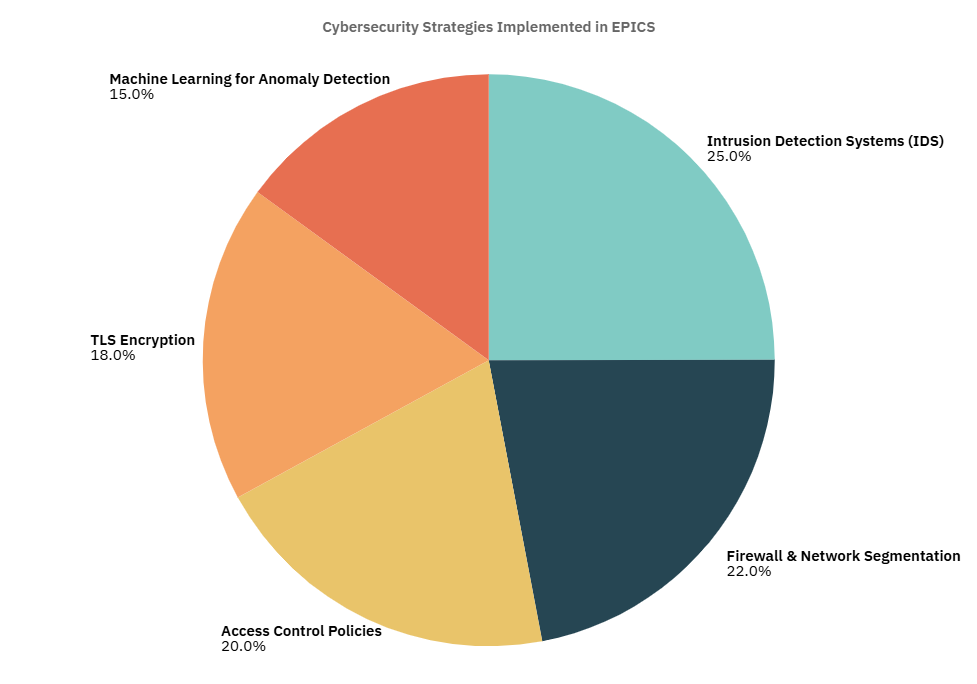 Cybersecurity Strategies Implemented in EPICS
Machine Learning for Anomaly Detection
15.0%
Intrusion Detection Systems (IDS)
25.0%
TLS Encryption
18.0%
Firewall & Network Segmentation
22.0%
Access Control Policies
20.0%